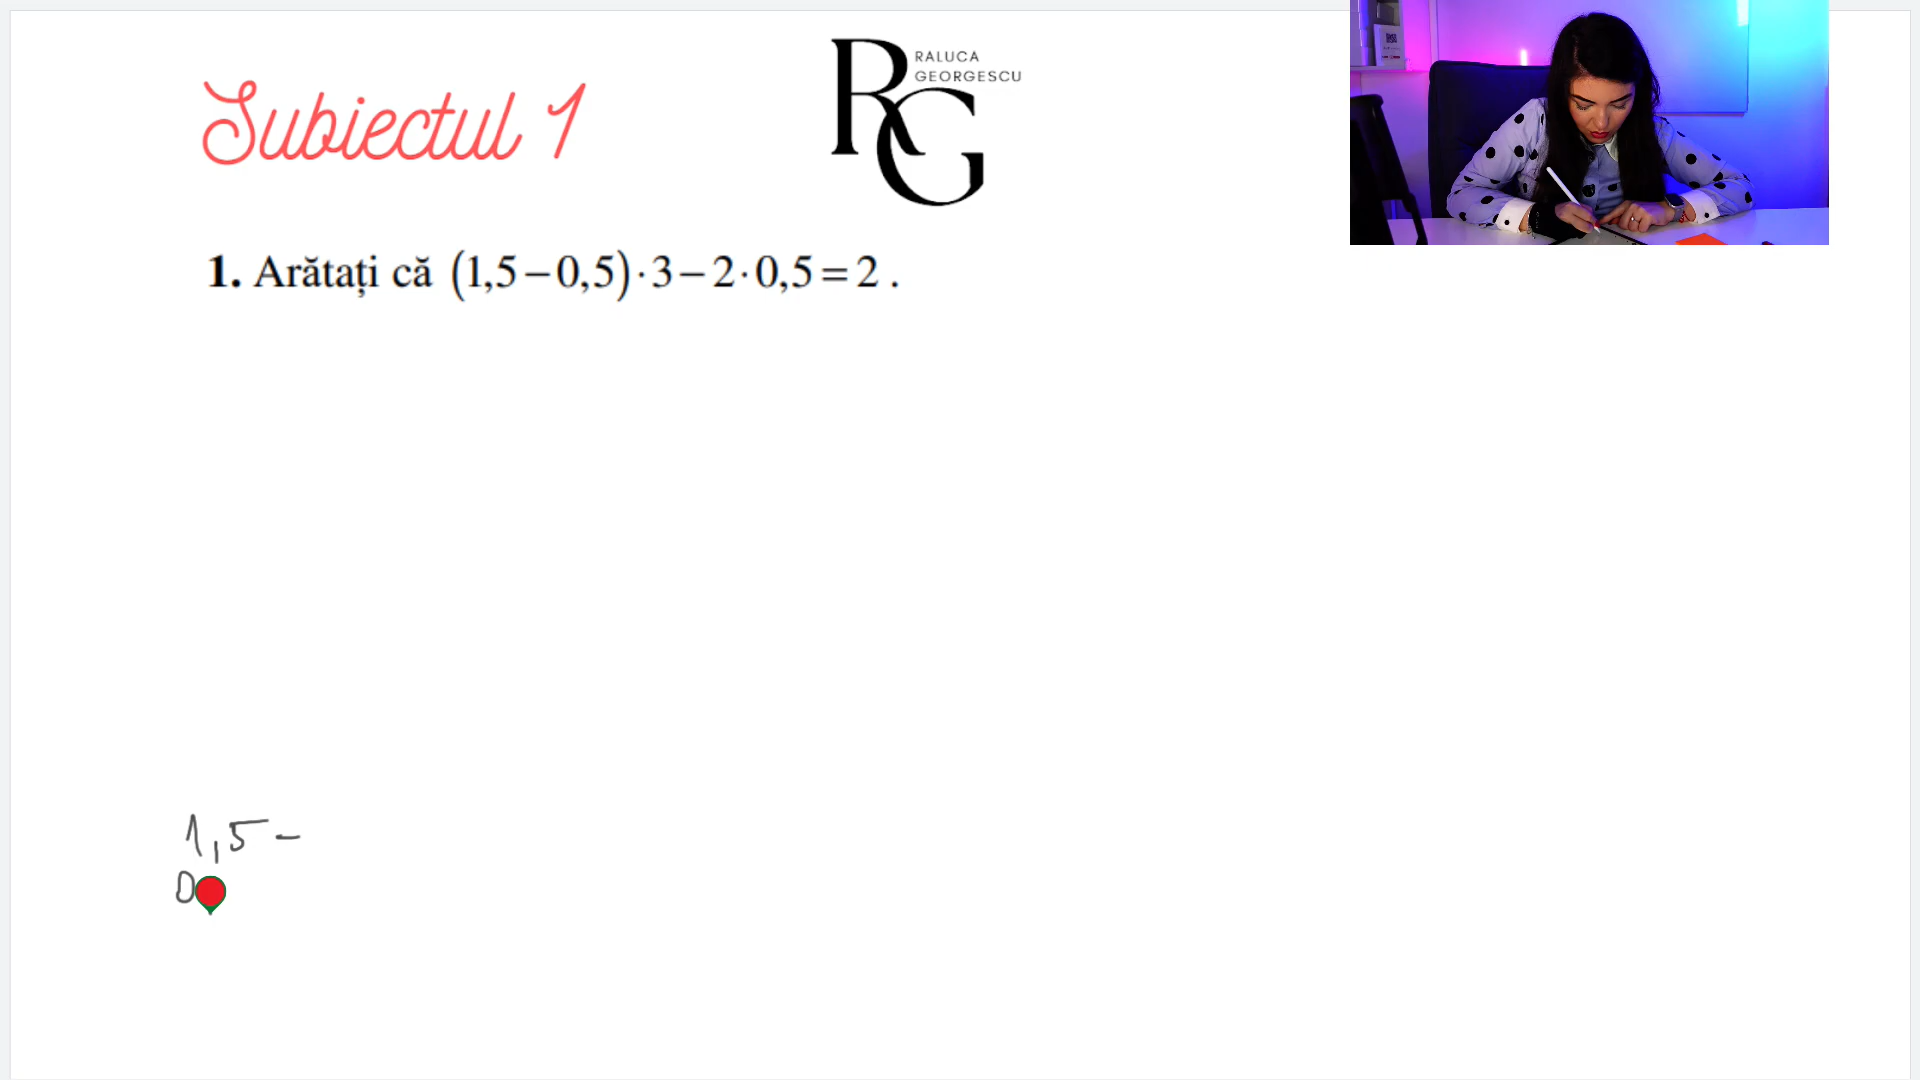 Subiectul 1
RALUCA
GEORGESCU
RG
1. Arătați că (1,5−0,5)·3−2·0,5=2 .
1,5 −
0